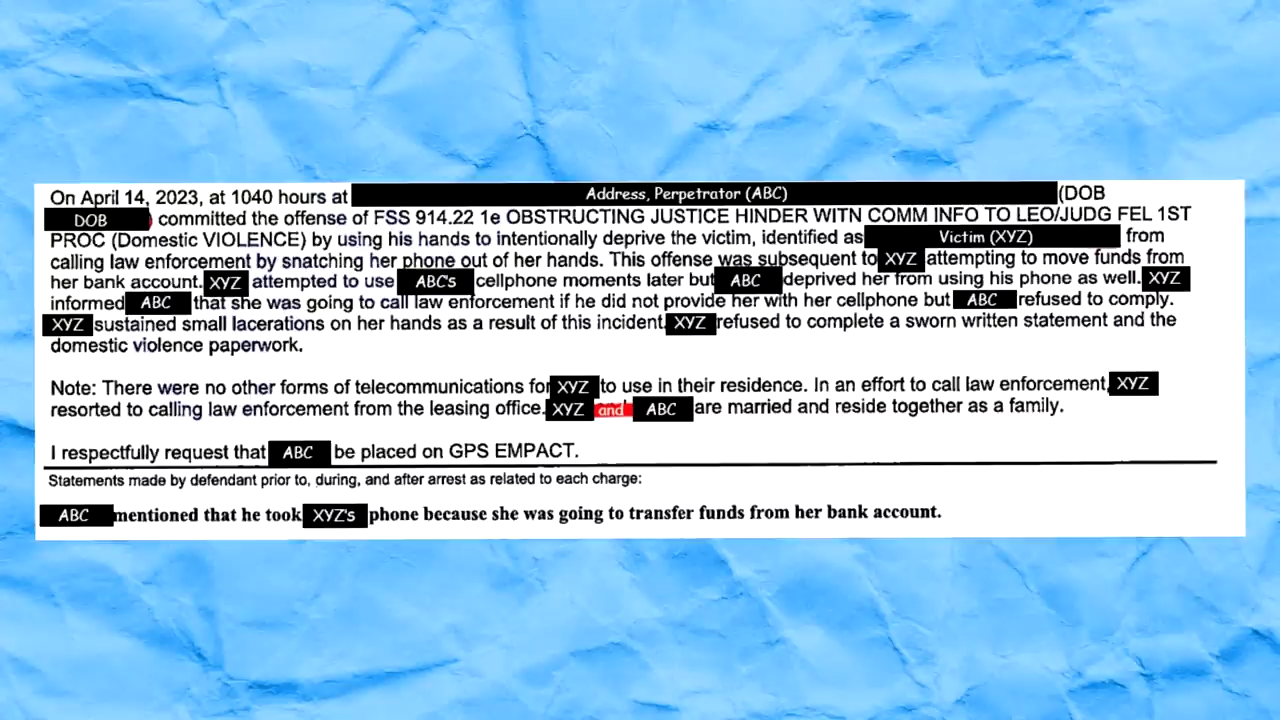 On April 14, 2023, at 1040 hours at Address, Perpetrator (ABC) (DOB
DOB ) committed the offense of FSS 914.22 1e OBSTRUCTING JUSTICE HINDER WITN COMM INFO TO LEO/JUDG FEL 1ST
PROC (Domestic VIOLENCE) by using his hands to intentionally deprive the victim, identified as Victim (XYZ) from
calling law enforcement by snatching her phone out of her hands. This offense was subsequent to XYZ attempting to move funds from
her bank account. XYZ attempted to use ABC's cellphone moments later but ABC deprived her from using his phone as well. XYZ
informed ABC that she was going to call law enforcement if he did not provide her with her cellphone but ABC refused to comply.
XYZ sustained small lacerations on her hands as a result of this incident. XYZ refused to complete a sworn written statement and the
domestic violence paperwork.
Note: There were no other forms of telecommunications for XYZ to use in their residence. In an effort to call law enforcement, XYZ
resorted to calling law enforcement from the leasing office. XYZ and ABC are married and reside together as a family.
I respectfully request that ABC be placed on GPS EMPACT.
Statements made by defendant prior to, during, and after arrest as related to each charge:
ABC mentioned that he took XYZ's phone because she was going to transfer funds from her bank account.